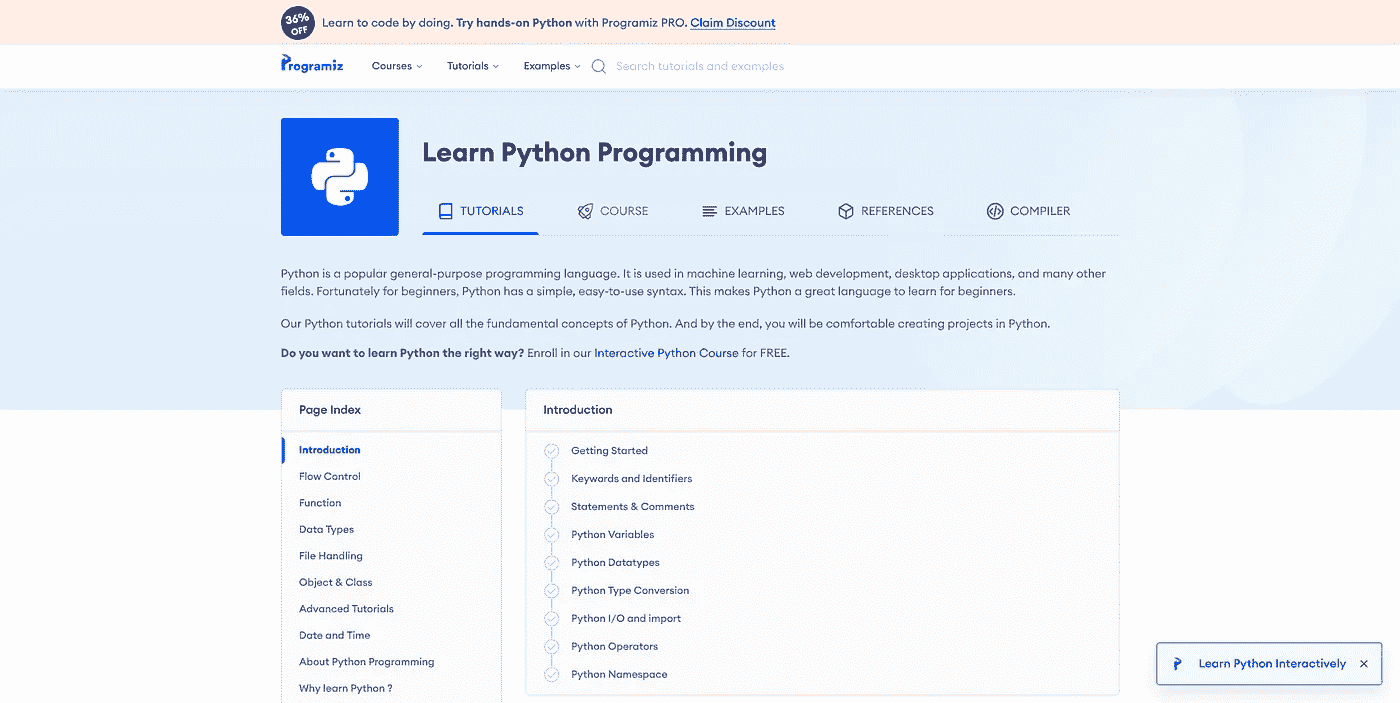 36%
OFF
Learn to code by doing. Try hands-on Python with Programiz PRO. Claim Discount
Programiz
Courses
Tutorials
Examples
Search tutorials and examples
Learn Python Programming
TUTORIALS
COURSE
EXAMPLES
REFERENCES
COMPILER
Python is a popular general-purpose programming language. It is used in machine learning, web development, desktop applications, and many other
fields. Fortunately for beginners, Python has a simple, easy-to-use syntax. This makes Python a great language to learn for beginners.
Our Python tutorials will cover all the fundamental concepts of Python. And by the end, you will be comfortable creating projects in Python.
Do you want to learn Python the right way? Enroll in our Interactive Python Course for FREE.
Page Index
Introduction
Flow Control
Function
Data Types
File Handling
Object & Class
Advanced Tutorials
Date and Time
About Python Programming
Why learn Python ?
Introduction
Getting Started
Keywords and Identifiers
Statements & Comments
Python Variables
Python Datatypes
Python Type Conversion
Python I/O and import
Python Operators
Python Namespace
Learn Python Interactively